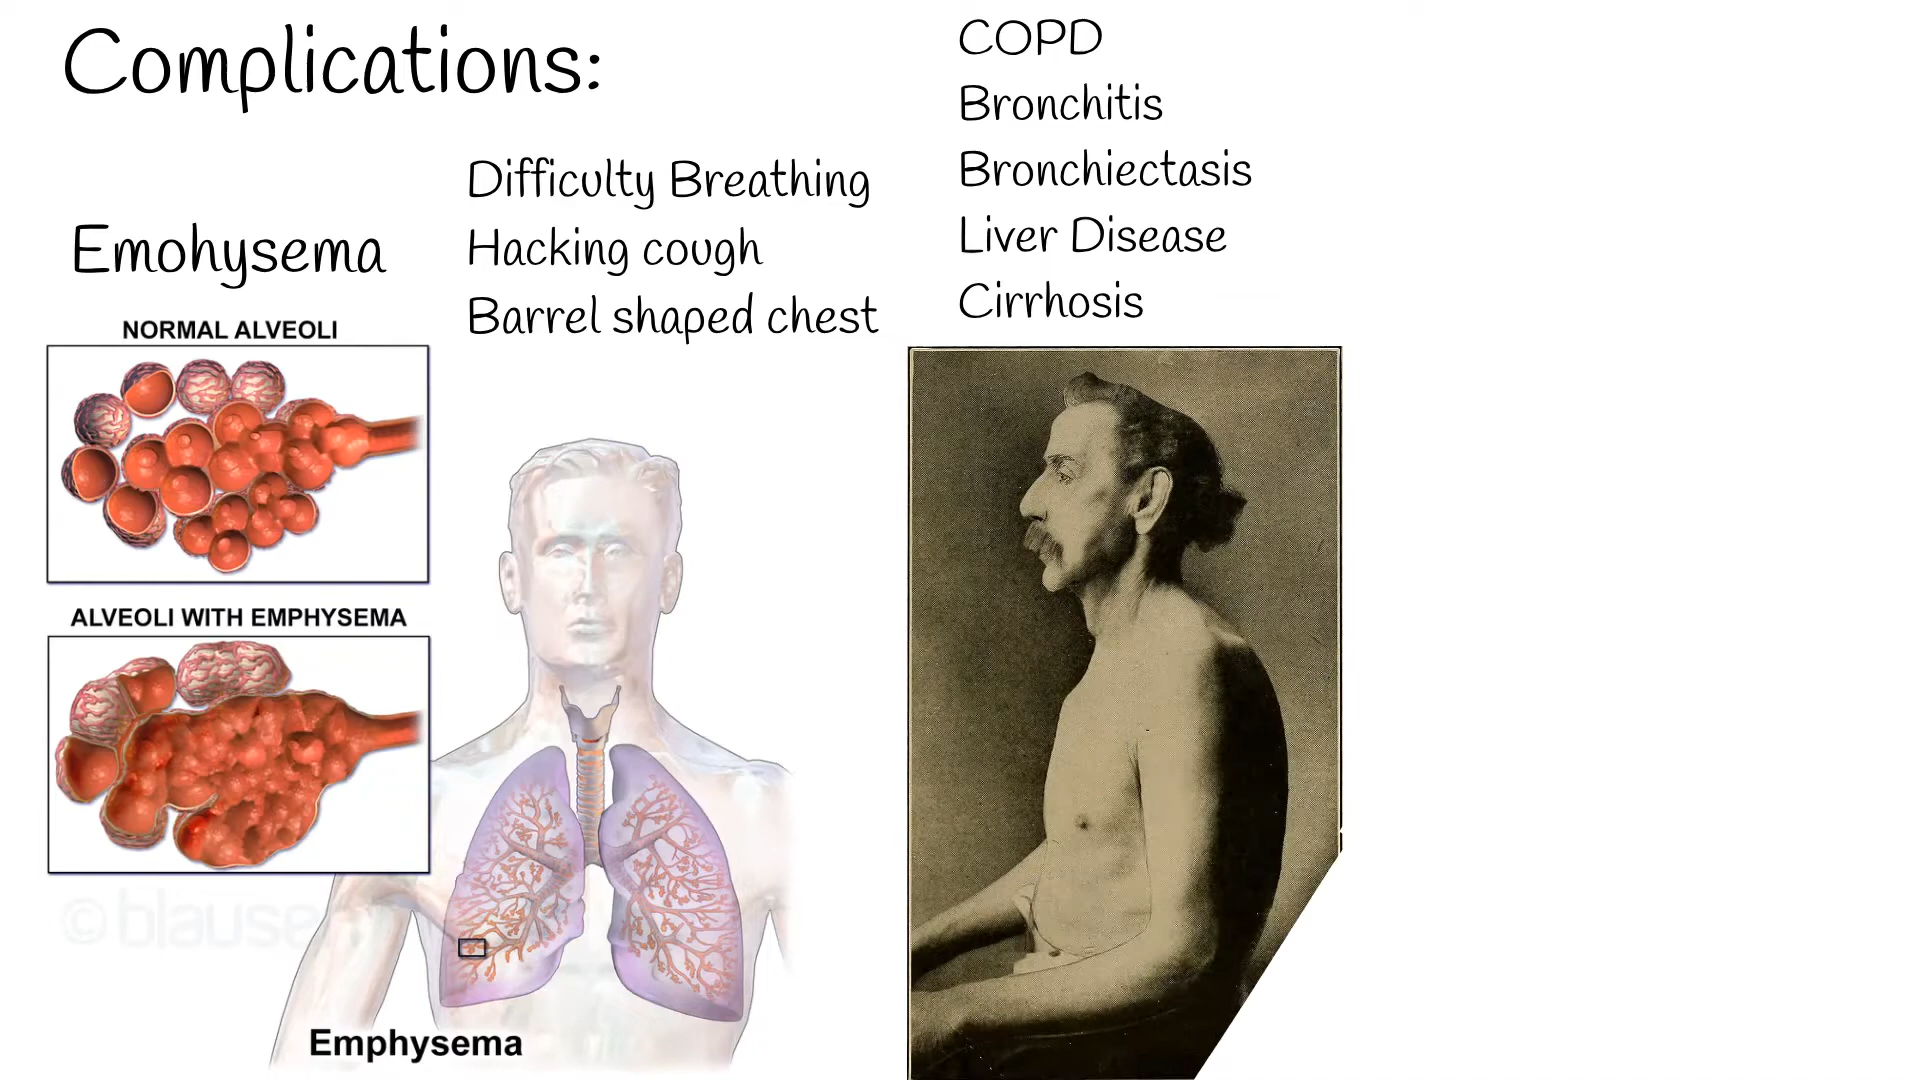 Complications:
Emohysema
NORMAL ALVEOLI
ALVEOLI WITH EMPHYSEMA
Difficulty Breathing
Hacking cough
Barrel shaped chest
COPD
Bronchitis
Bronchiectasis
Liver Disease
Cirrhosis
© blausen
Emphysema